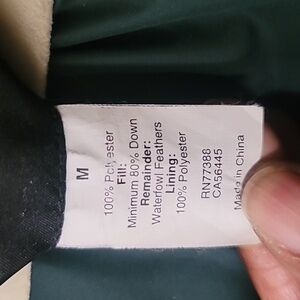 M
100% Polyester
Fill:
Minimum 80% Down
Remainder:
Waterfowl Feathers
Lining:
100% Polyester
RN77388
CA56445
Made in China